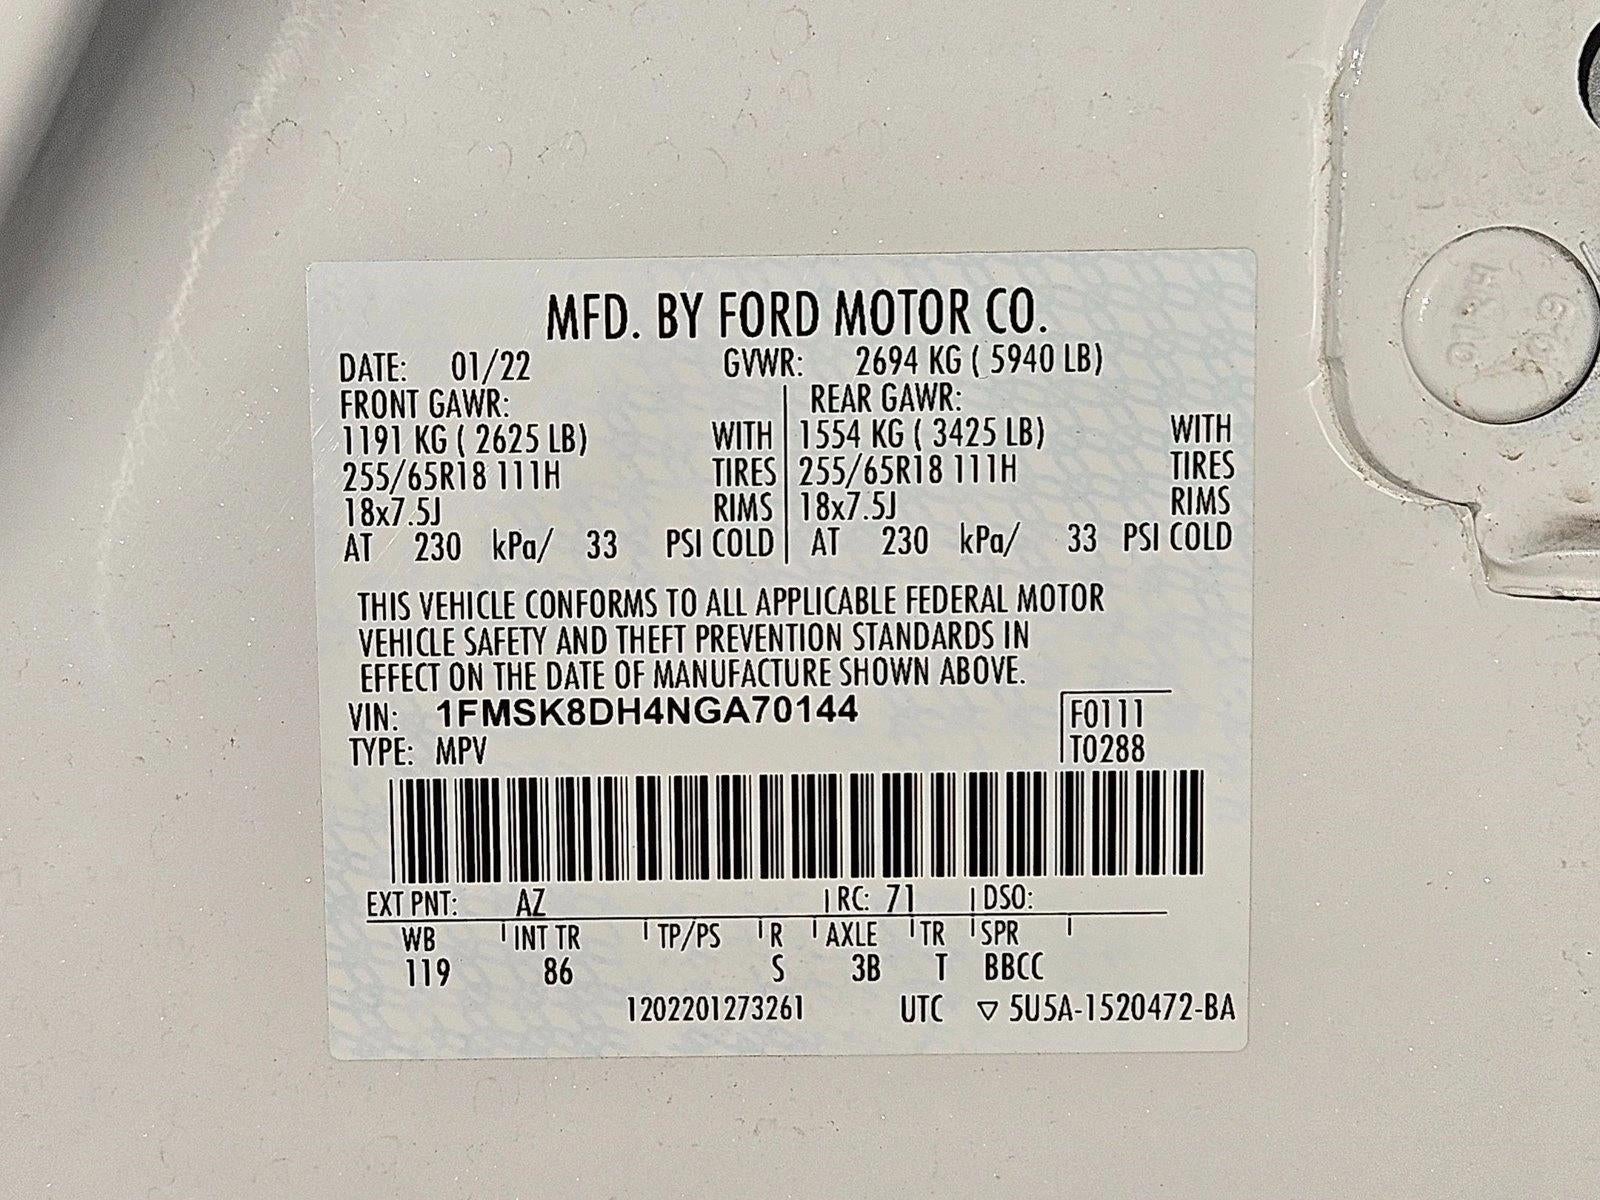 MFD. BY FORD MOTOR CO.
DATE: 01/22 GVWR: 2694 KG ( 5940 LB)
FRONT GAWR: REAR GAWR:
1191 KG ( 2625 LB) WITH 1554 KG ( 3425 LB) WITH
255/65R18 111H TIRES 255/65R18 111H TIRES
18x7.5J RIMS 18x7.5J RIMS
AT 230 kPa/ 33 PSI COLD AT 230 kPa/ 33 PSI COLD
THIS VEHICLE CONFORMS TO ALL APPLICABLE FEDERAL MOTOR
VEHICLE SAFETY AND THEFT PREVENTION STANDARDS IN
EFFECT ON THE DATE OF MANUFACTURE SHOWN ABOVE.
VIN: 1FMSK8DH4NGA70144 F0111
TYPE: MPV T0288
EXT PNT: AZ RC: 71 DSO:
WB INT TR TP/PS R AXLE TR SPR
119 86 S 3B T BBCC
1202201273261 UTC ▽ 5U5A-1520472-BA